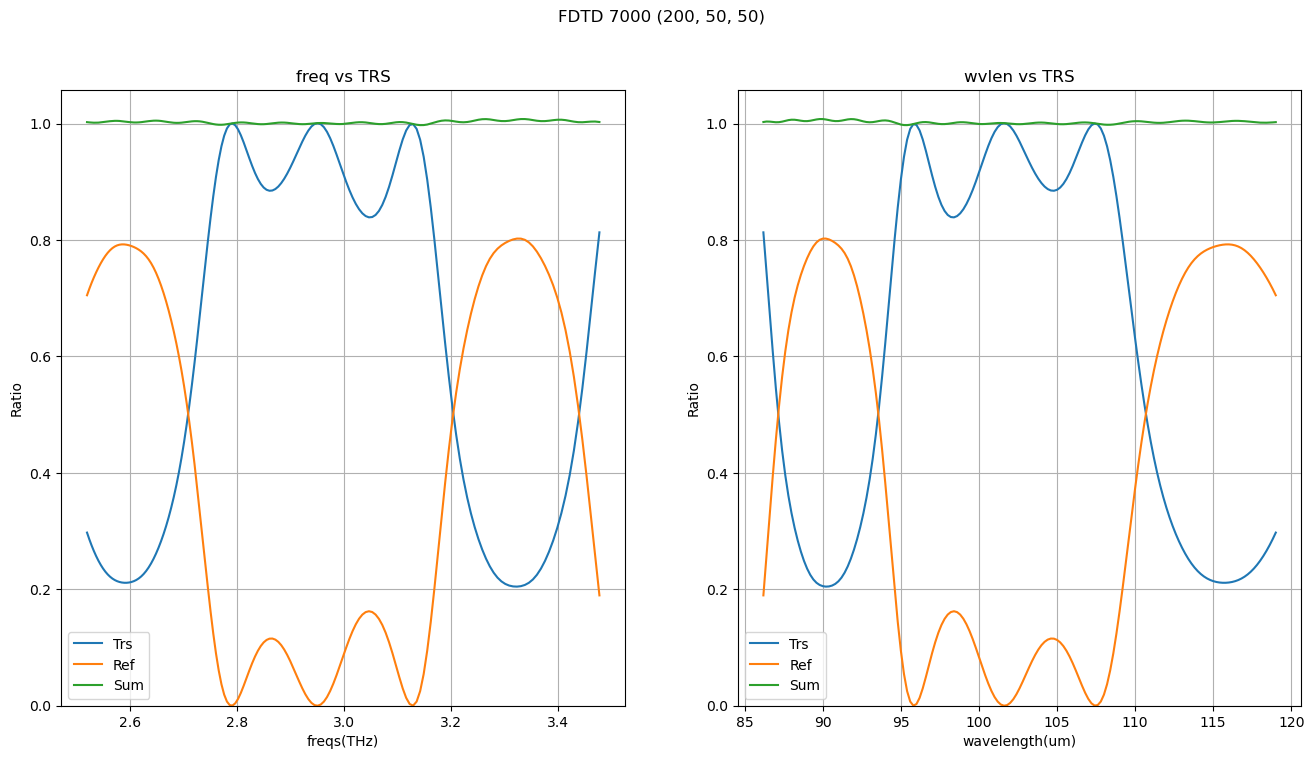 FDTD 7000 (200, 50, 50)
freq vs TRS
1.0
0.8
0.6
0.4
0.2
0.0
Ratio
Trs
Ref
Sum
2.6 2.8 3.0 3.2 3.4
freqs(THz)
wvlen vs TRS
1.0
0.8
0.6
0.4
0.2
0.0
Ratio
Trs
Ref
Sum
85 90 95 100 105 110 115 120
wavelength(um)